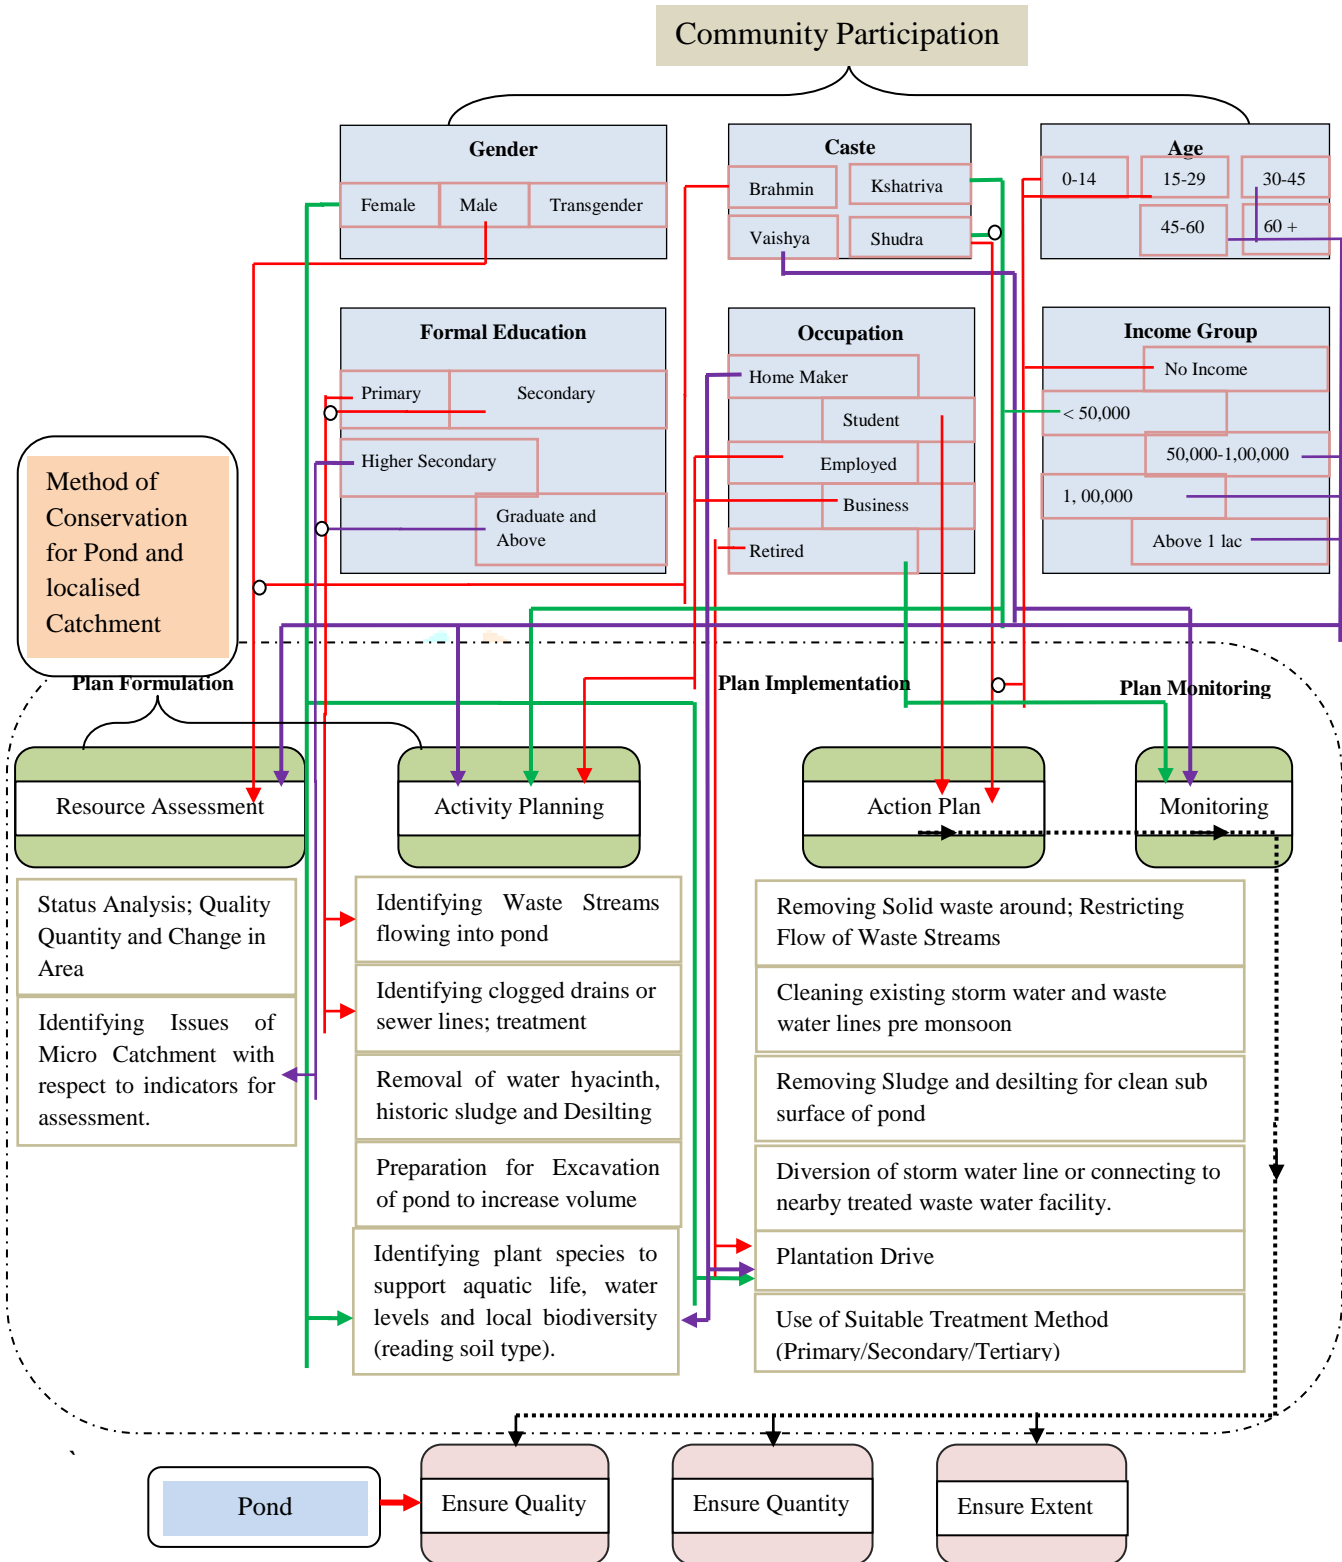 Community Participation
Gender
Female
Male
Transgender
Caste
Brahmin
Kshatriva
Vaishya
Shudra
Age
0-14
15-29
30-45
45-60
60 +
Formal Education
Primary
Secondary
Higher Secondary
Graduate and
Above
Occupation
Home Maker
Student
Employed
Business
Retired
Income Group
No Income
< 50,000
50,000-1,00,000
1, 00,000
Above 1 lac
Method of
Conservation
for Pond and
localised
Catchment
Plan Formulation
Plan Implementation
Plan Monitoring
Resource Assessment
Activity Planning
Action Plan
Monitoring
Status Analysis; Quality
Quantity and Change in
Area
Identifying Issues of
Micro Catchment with
respect to indicators for
assessment.
Identifying Waste Streams
flowing into pond
Identifying clogged drains or
sewer lines; treatment
Removal of water hyacinth,
historic sludge and Desilting
Preparation for Excavation
of pond to increase volume
Identifying plant species to
support aquatic life, water
levels and local biodiversity
(reading soil type).
Removing Solid waste around; Restricting
Flow of Waste Streams
Cleaning existing storm water and waste
water lines pre monsoon
Removing Sludge and desilting for clean sub
surface of pond
Diversion of storm water line or connecting to
nearby treated waste water facility.
Plantation Drive
Use of Suitable Treatment Method
(Primary/Secondary/Tertiary)
`
Pond
Ensure Quality
Ensure Quantity
Ensure Extent